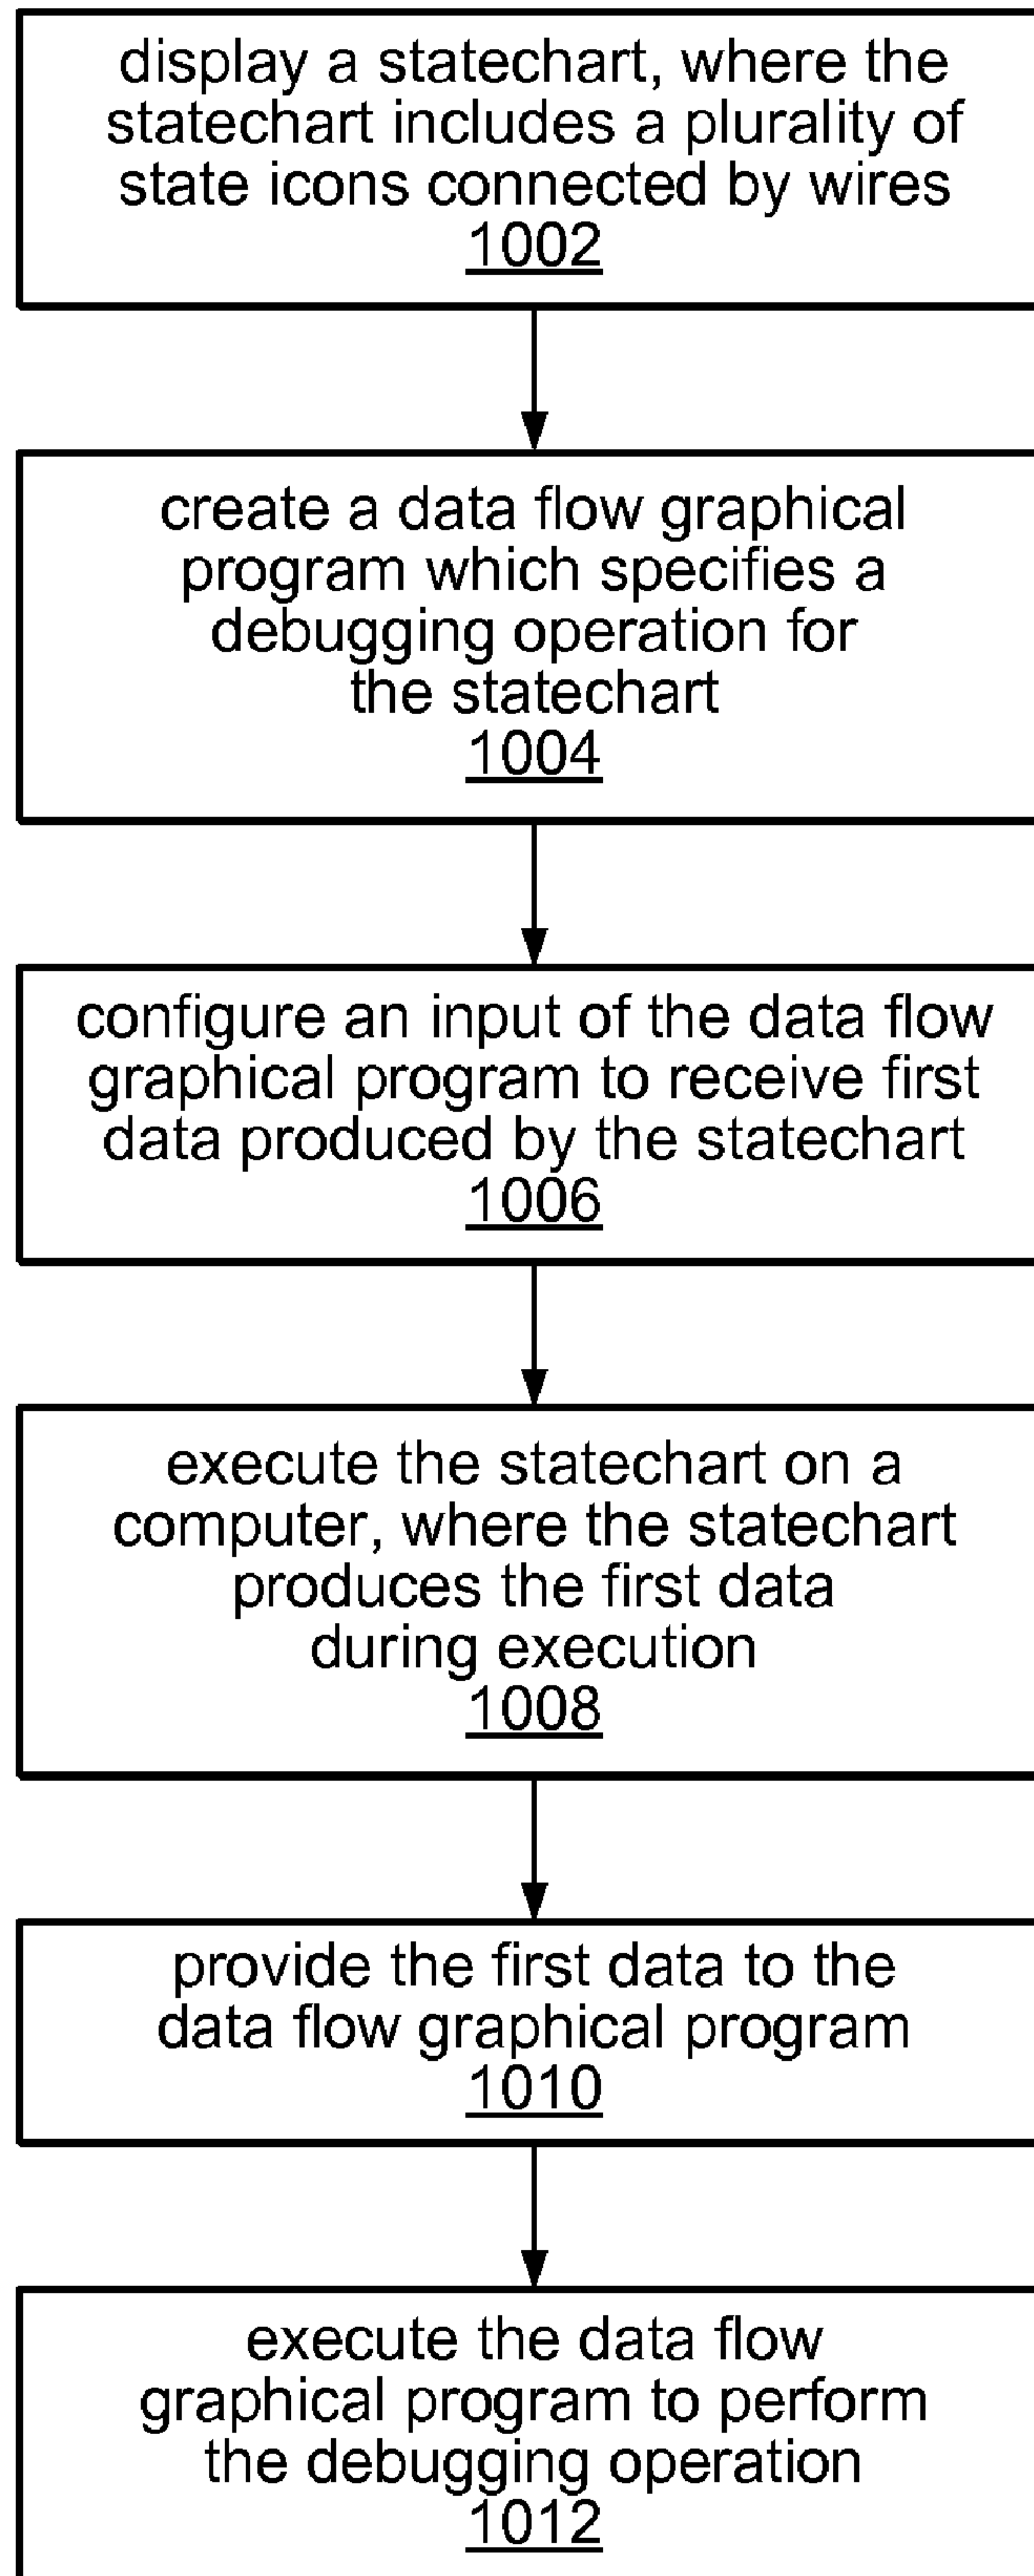 display a statechart, where the
statechart includes a plurality of
state icons connected by wires
1002
create a data flow graphical
program which specifies a
debugging operation for
the statechart
1004
configure an input of the data flow
graphical program to receive first
data produced by the statechart
1006
execute the statechart on a
computer, where the statechart
produces the first data
during execution
1008
provide the first data to the
data flow graphical program
1010
execute the data flow
graphical program to perform
the debugging operation
1012